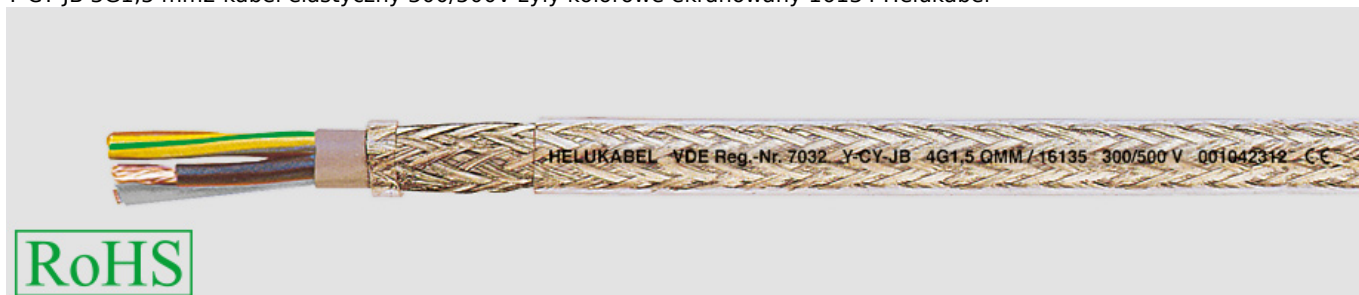 Y-CY-JB 3G1,5 mm2 kabel elastyczny 300/500V żyły kolorowe ekranowany 16134 Helukabel
HELUKABEL VDE Reg.-Nr. 7032 Y-CY-JB 4G1,5 QMM / 16135 300/500 V 001042312 CE
RoHS